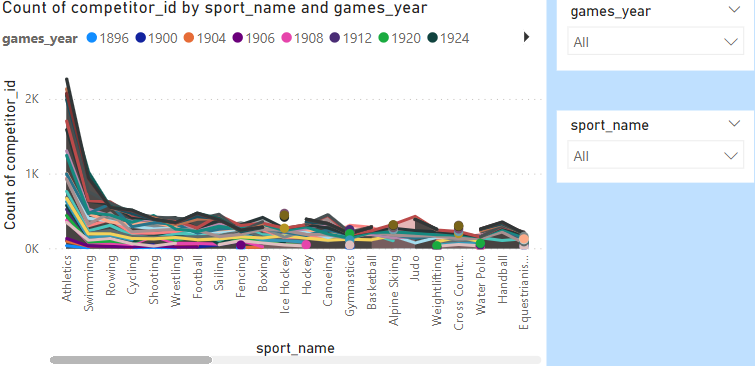 Count of competitor_id by sport_name and games_year
games_year 1896 1900 1904 1906 1908 1912 1920 1924
Count of competitor_id
2K
1K
0K
Athletics
Swimming
Rowing
Cycling
Shooting
Wrestling
Football
Sailing
Fencing
Boxing
Ice Hockey
Hockey
Canoeing
Gymnastics
Basketball
Alpine Skiing
Judo
Weightlifting
Cross Count...
Water Polo
Handball
Equestrianis...
sport_name
games_year
All
sport_name
All